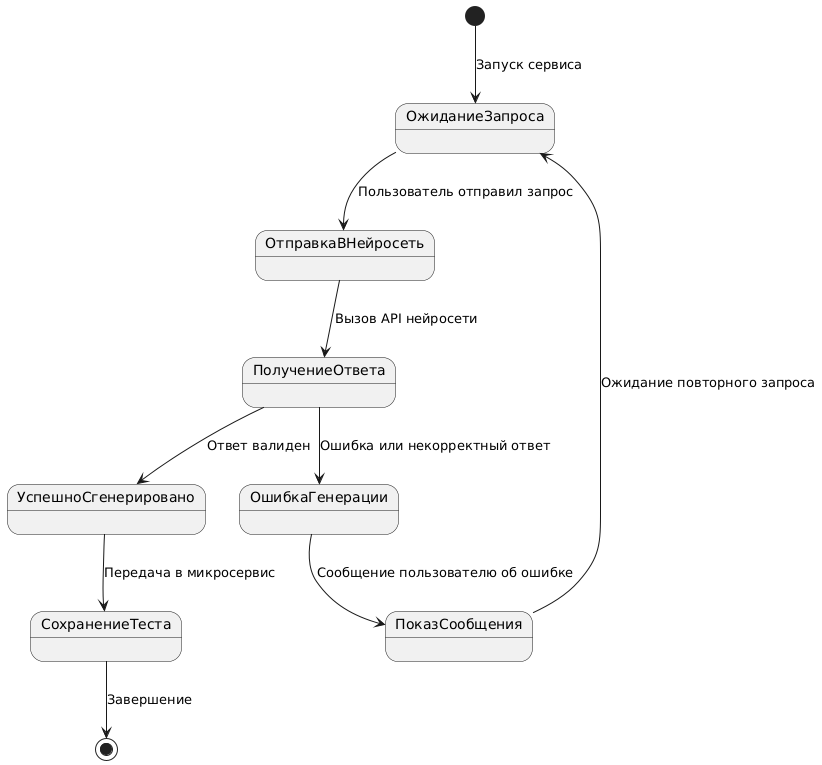 Запуск сервиса
ОжиданиеЗапроса
Пользователь отправил запрос
ОтправкаВНейросеть
Вызов API нейросети
ПолучениеОтвета
Ожидание повторного запроса
Ответ валиден
Ошибка или некорректный ответ
УспешноСгенерировано
ОшибкаГенерации
Передача в микросервис
Сообщение пользователю об ошибке
СохранениеТеста
ПоказСообщения
Завершение